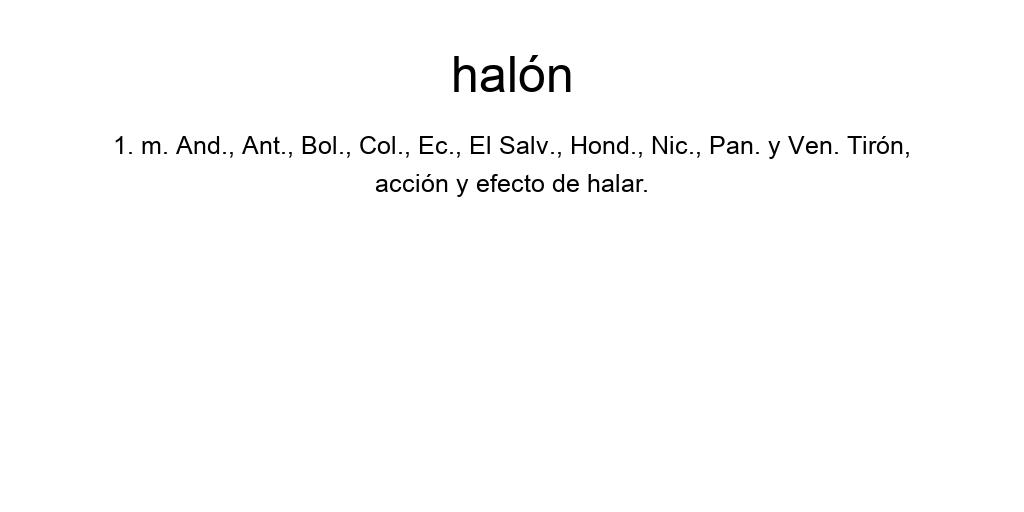 halón
1. m. And., Ant., Bol., Col., Ec., El Salv., Hond., Nic., Pan. y Ven. Tirón,
acción y efecto de halar.